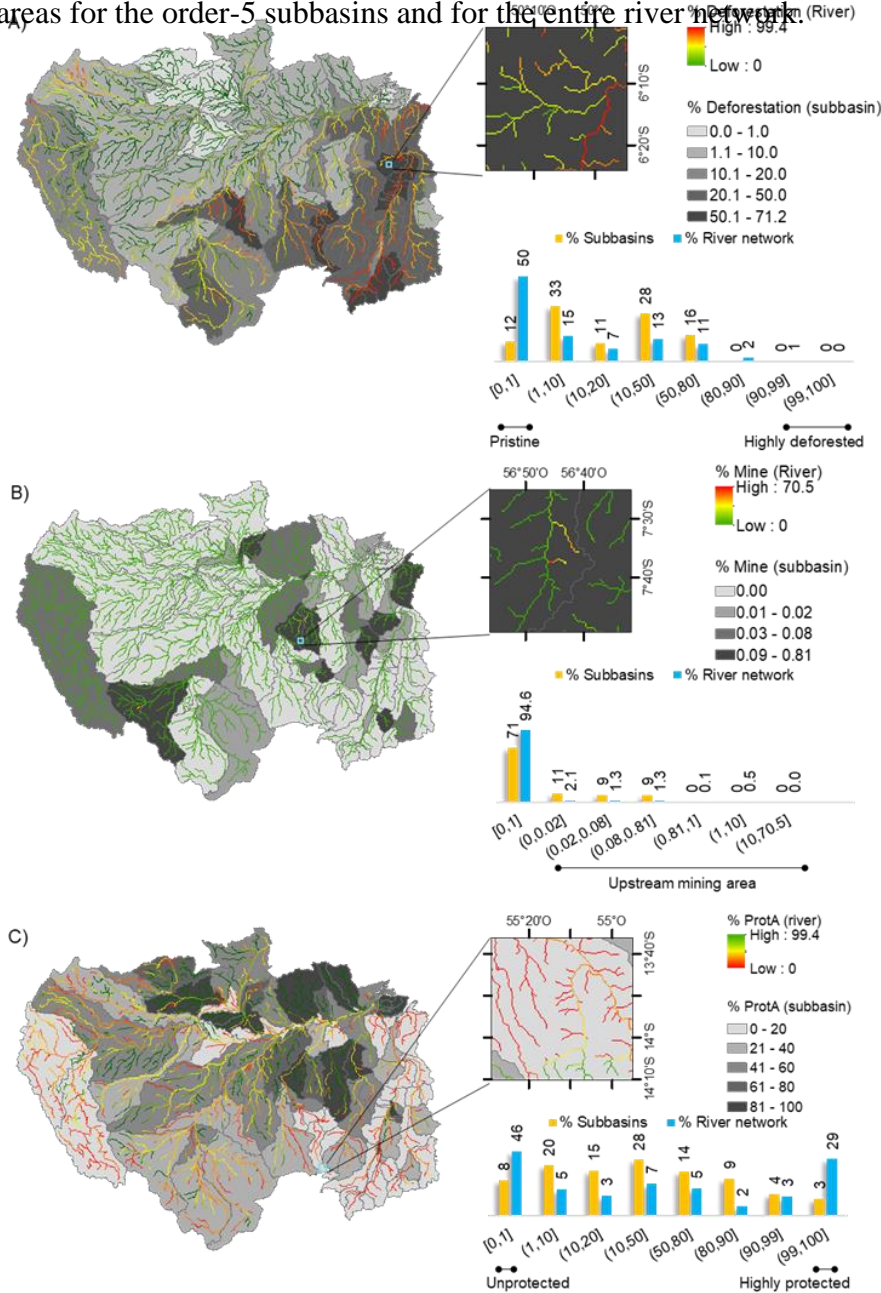 areas for the order-5 subbasins and for the entire river network.
A)
50°10'O 50°O
6°10'S
6°20'S
% Deforestation (River)
High : 99.4
Low : 0
% Deforestation (subbasin)
0.0 - 1.0
1.1 - 10.0
10.1 - 20.0
20.1 - 50.0
50.1 - 71.2
% Subbasins % River network
12 50 33 15 11 7 28 13 16 11 0 2 0 1 0 0
[0,1] (1,10] (10,20] (10,50] (50,80] (80,90] (90,99] (99,100]
Pristine Highly deforested
B)
56°50'O 56°40'O
7°30'S
7°40'S
% Mine (River)
High : 70.5
Low : 0
% Mine (subbasin)
0.00
0.01 - 0.02
0.03 - 0.08
0.09 - 0.81
% Subbasins % River network
71 94.6 11 2.1 9 1.3 9 1.3 0 0.1 0 0.5 0 0.0
[0,1] (0,0.02] (0.02,0.08] (0.08,0.81] (0.81,1] (1,10] (10,70.5]
Upstream mining area
C)
55°20'O 55°O
13°40'S
14°S
14°10'S
% ProtA (river)
High : 99.4
Low : 0
% ProtA (subbasin)
0 - 20
21 - 40
41 - 60
61 - 80
81 - 100
% Subbasins % River network
8 46 20 5 15 3 28 7 14 5 9 2 4 3 3 29
[0,1] (1,10] (10,20] (10,50] (50,80] (80,90] (90,99] (99,100]
Unprotected Highly protected